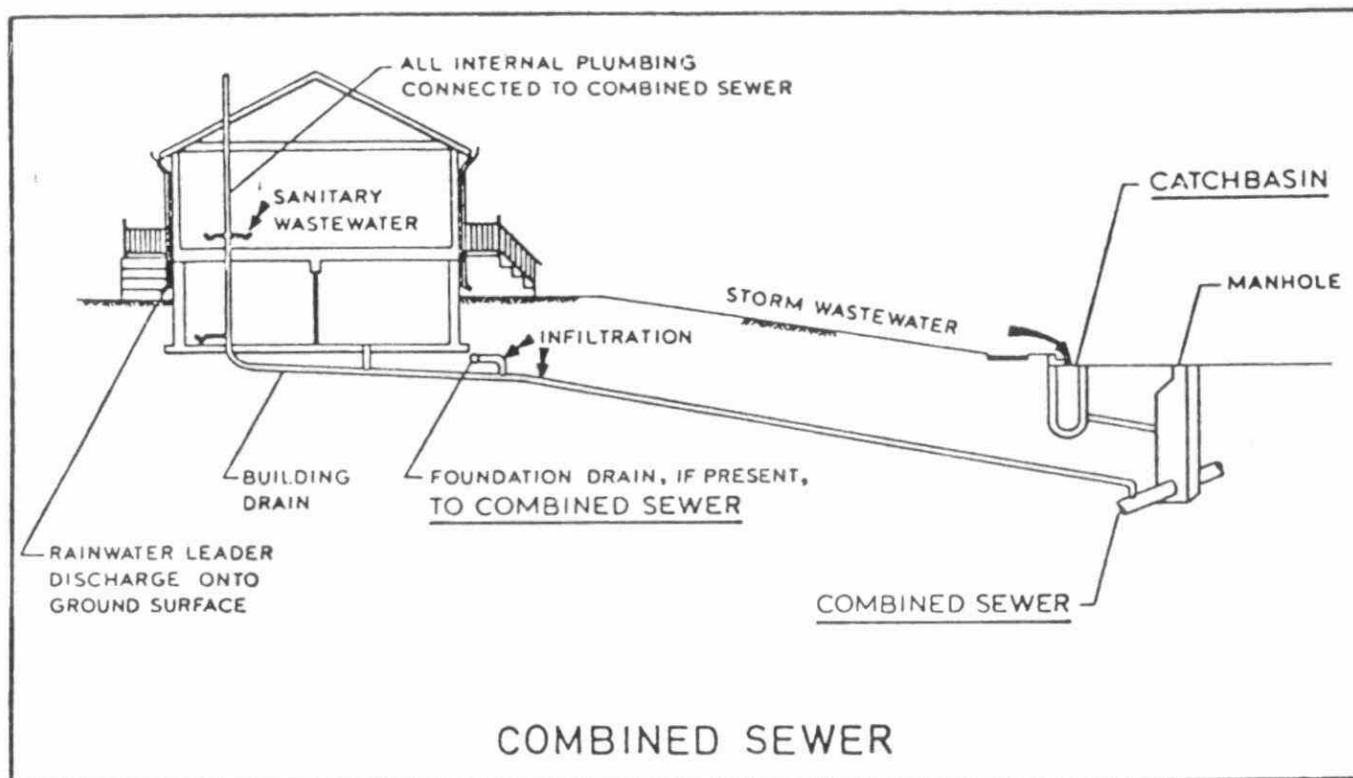 ALL INTERNAL PLUMBING
CONNECTED TO COMBINED SEWER
SANITARY
WASTEWATER
CATCHBASIN
MANHOLE
STORM WASTEWATER
INFILTRATION
BUILDING
DRAIN
FOUNDATION DRAIN, IF PRESENT,
TO COMBINED SEWER
RAINWATER LEADER
DISCHARGE ONTO
GROUND SURFACE
COMBINED SEWER
COMBINED SEWER